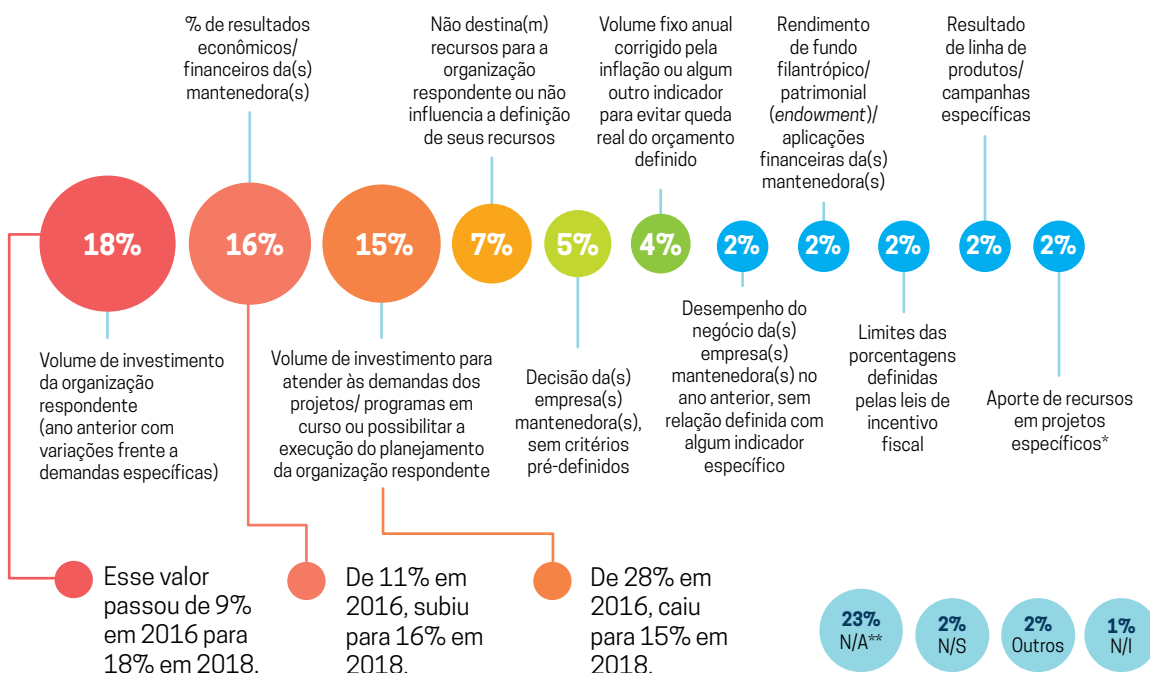 % de resultados
econômicos/
financeiros da(s)
mantenedora(s)
Não destina(m)
recursos para a
organização
respondente ou não
influencia a definição
de seus recursos
Volume fixo anual
corrigido pela
inflação ou algum
outro indicador
para evitar queda
real do orçamento
definido
Rendimento
de fundo
filantrópico/
patrimonial
(endowment)/
aplicações
financeiras da(s)
mantenedora(s)
Resultado
de linha de
produtos/
campanhas
específicas
18%
16%
15%
7%
5%
4%
2%
2%
2%
2%
2%
Volume de investimento
da organização
respondente
(ano anterior com
variações frente a
demandas específicas)
Volume de investimento para
atender às demandas dos
projetos/ programas em
curso ou possibilitar a
execução do planejamento
da organização respondente
Decisão da(s)
empresa(s)
mantenedora(s),
sem critérios
pré-definidos
Desempenho do
negócio da(s)
empresa(s)
mantenedora(s) no
ano anterior, sem
relação definida com
algum indicador
específico
Limites das
porcentagens
definidas
pelas leis de
incentivo
fiscal
Aporte de recursos
em projetos
específicos*
Esse valor
passou de 9%
em 2016 para
18% em 2018.
De 11% em
2016, subiu
para 16% em
2018.
De 28% em
2016, caiu
para 15% em
2018.
23%
N/A**
2%
N/S
2%
Outros
1%
N/I